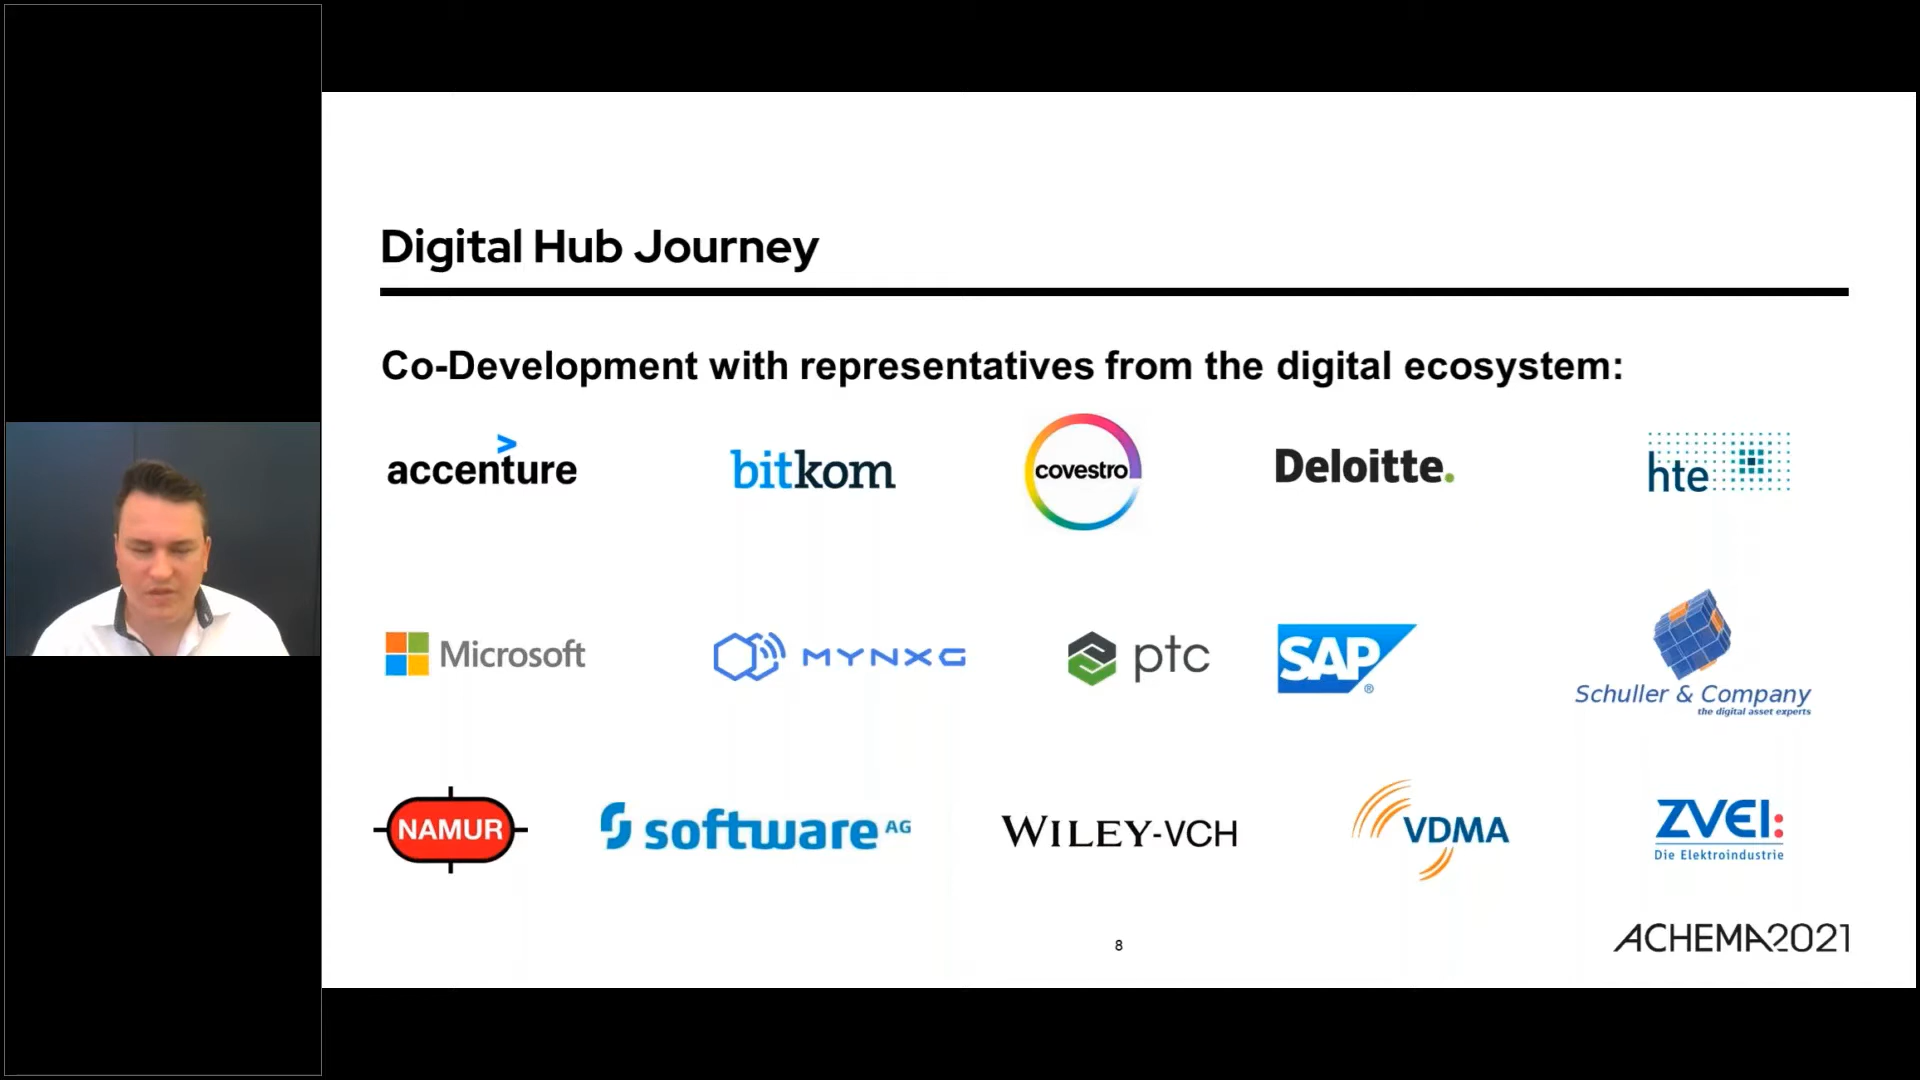 Digital Hub Journey
Co-Development with representatives from the digital ecosystem:
accenture
bitkom
covestro
Deloitte.
hte
Microsoft
MYNXG
ptc
SAP®
Schuller & Company
the digital asset experts
NAMUR
software AG
WILEY-VCH
VDMA
ZVEI:
Die Elektroindustrie
8
ACHEMA2021